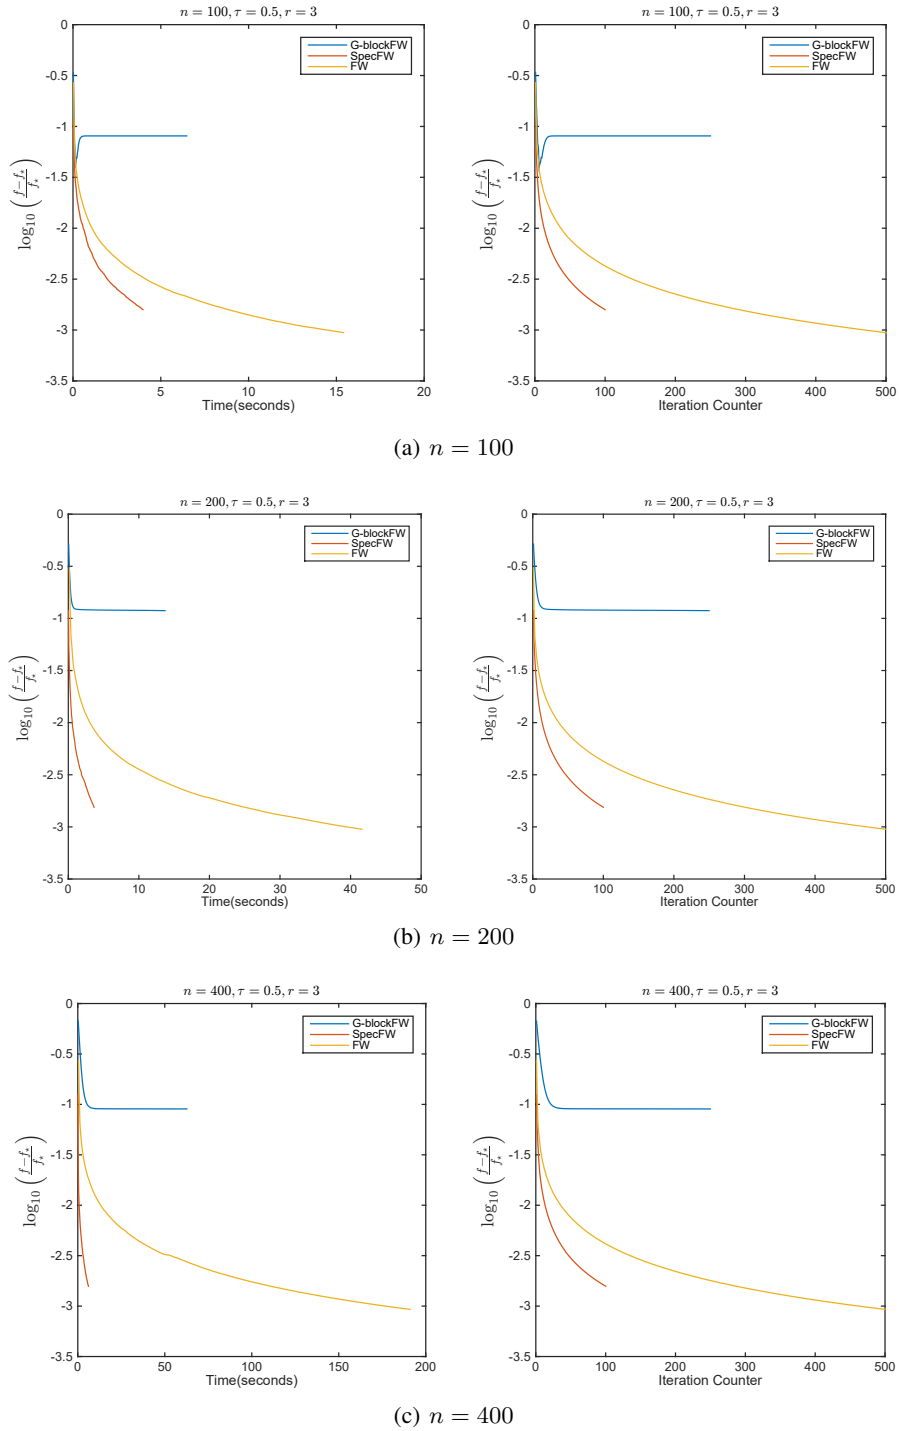 n = 100, τ = 0.5, r = 3
0
-0.5
-1
-1.5
-2
-2.5
-3
-3.5
log₁₀ ( (f−f⋆)/f⋆ )
G-blockFW
SpecFW
FW
0 5 10 15 20
Time(seconds)
n = 100, τ = 0.5, r = 3
0
-0.5
-1
-1.5
-2
-2.5
-3
-3.5
log₁₀ ( (f−f⋆)/f⋆ )
G-blockFW
SpecFW
FW
0 100 200 300 400 500
Iteration Counter
(a) n = 100
n = 200, τ = 0.5, r = 3
0
-0.5
-1
-1.5
-2
-2.5
-3
-3.5
log₁₀ ( (f−f⋆)/f⋆ )
G-blockFW
SpecFW
FW
0 10 20 30 40 50
Time(seconds)
n = 200, τ = 0.5, r = 3
0
-0.5
-1
-1.5
-2
-2.5
-3
-3.5
log₁₀ ( (f−f⋆)/f⋆ )
G-blockFW
SpecFW
FW
0 100 200 300 400 500
Iteration Counter
(b) n = 200
n = 400, τ = 0.5, r = 3
0
-0.5
-1
-1.5
-2
-2.5
-3
-3.5
log₁₀ ( (f−f⋆)/f⋆ )
G-blockFW
SpecFW
FW
0 50 100 150 200
Time(seconds)
n = 400, τ = 0.5, r = 3
0
-0.5
-1
-1.5
-2
-2.5
-3
-3.5
log₁₀ ( (f−f⋆)/f⋆ )
G-blockFW
SpecFW
FW
0 100 200 300 400 500
Iteration Counter
(c) n = 400